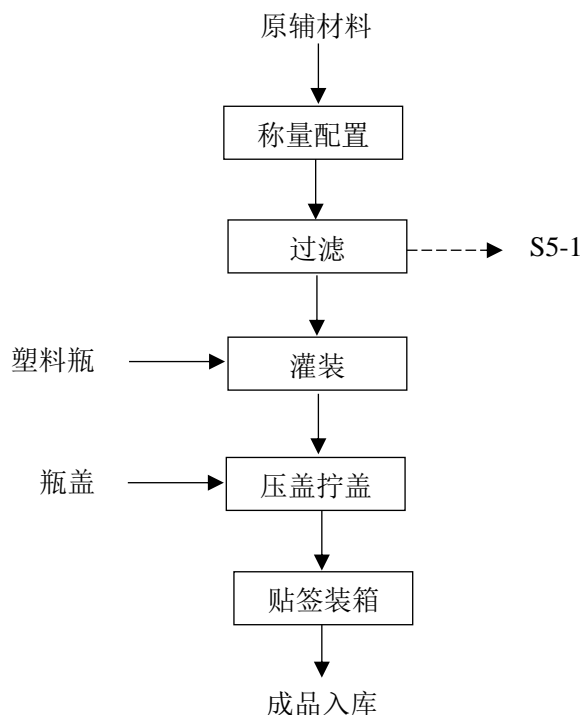 原辅材料
称量配置
过滤
S5-1
塑料瓶
灌装
瓶盖
压盖拧盖
贴签装箱
成品入库